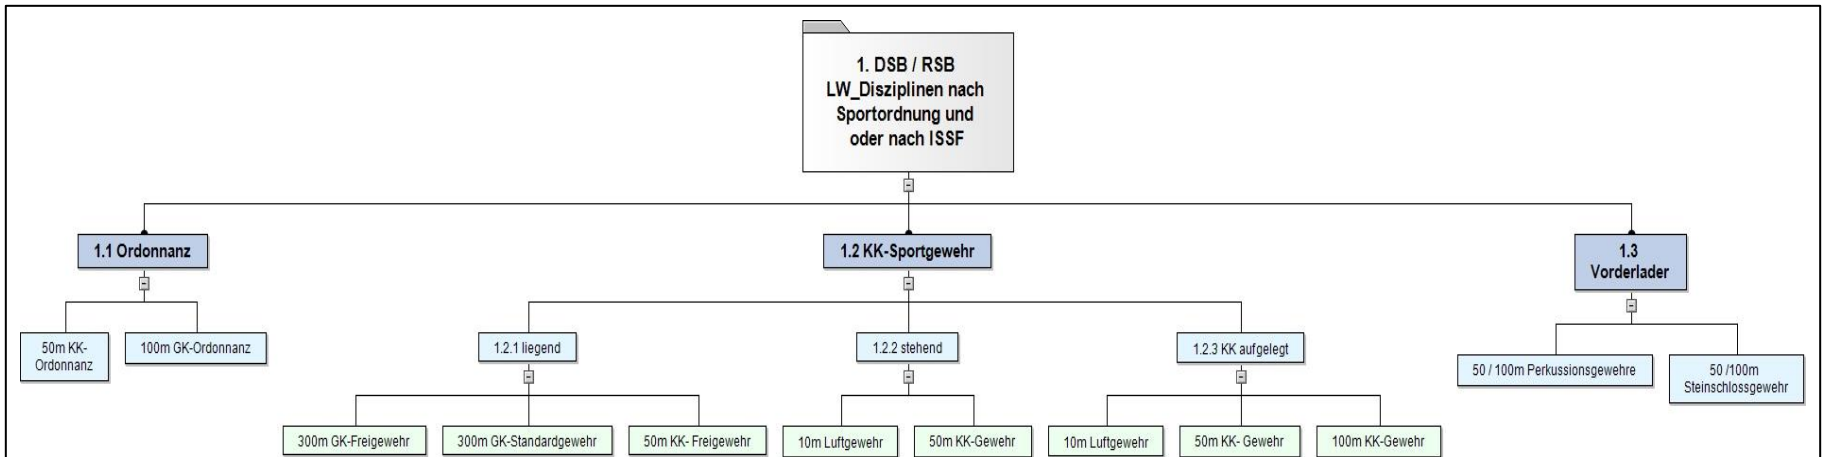 1. DSB / RSB
LW_Disziplinen nach
Sportordnung und
oder nach ISSF
1.1 Ordonnanz
1.2 KK-Sportgewehr
1.3
Vorderlader
50m KK-
Ordonnanz
100m GK-Ordonnanz
1.2.1 liegend
1.2.2 stehend
1.2.3 KK aufgelegt
50 / 100m Perkussionsgewehre
50 /100m
Steinschlossgewehr
300m GK-Freigewehr
300m GK-Standardgewehr
50m KK- Freigewehr
10m Luftgewehr
50m KK-Gewehr
10m Luftgewehr
50m KK- Gewehr
100m KK-Gewehr